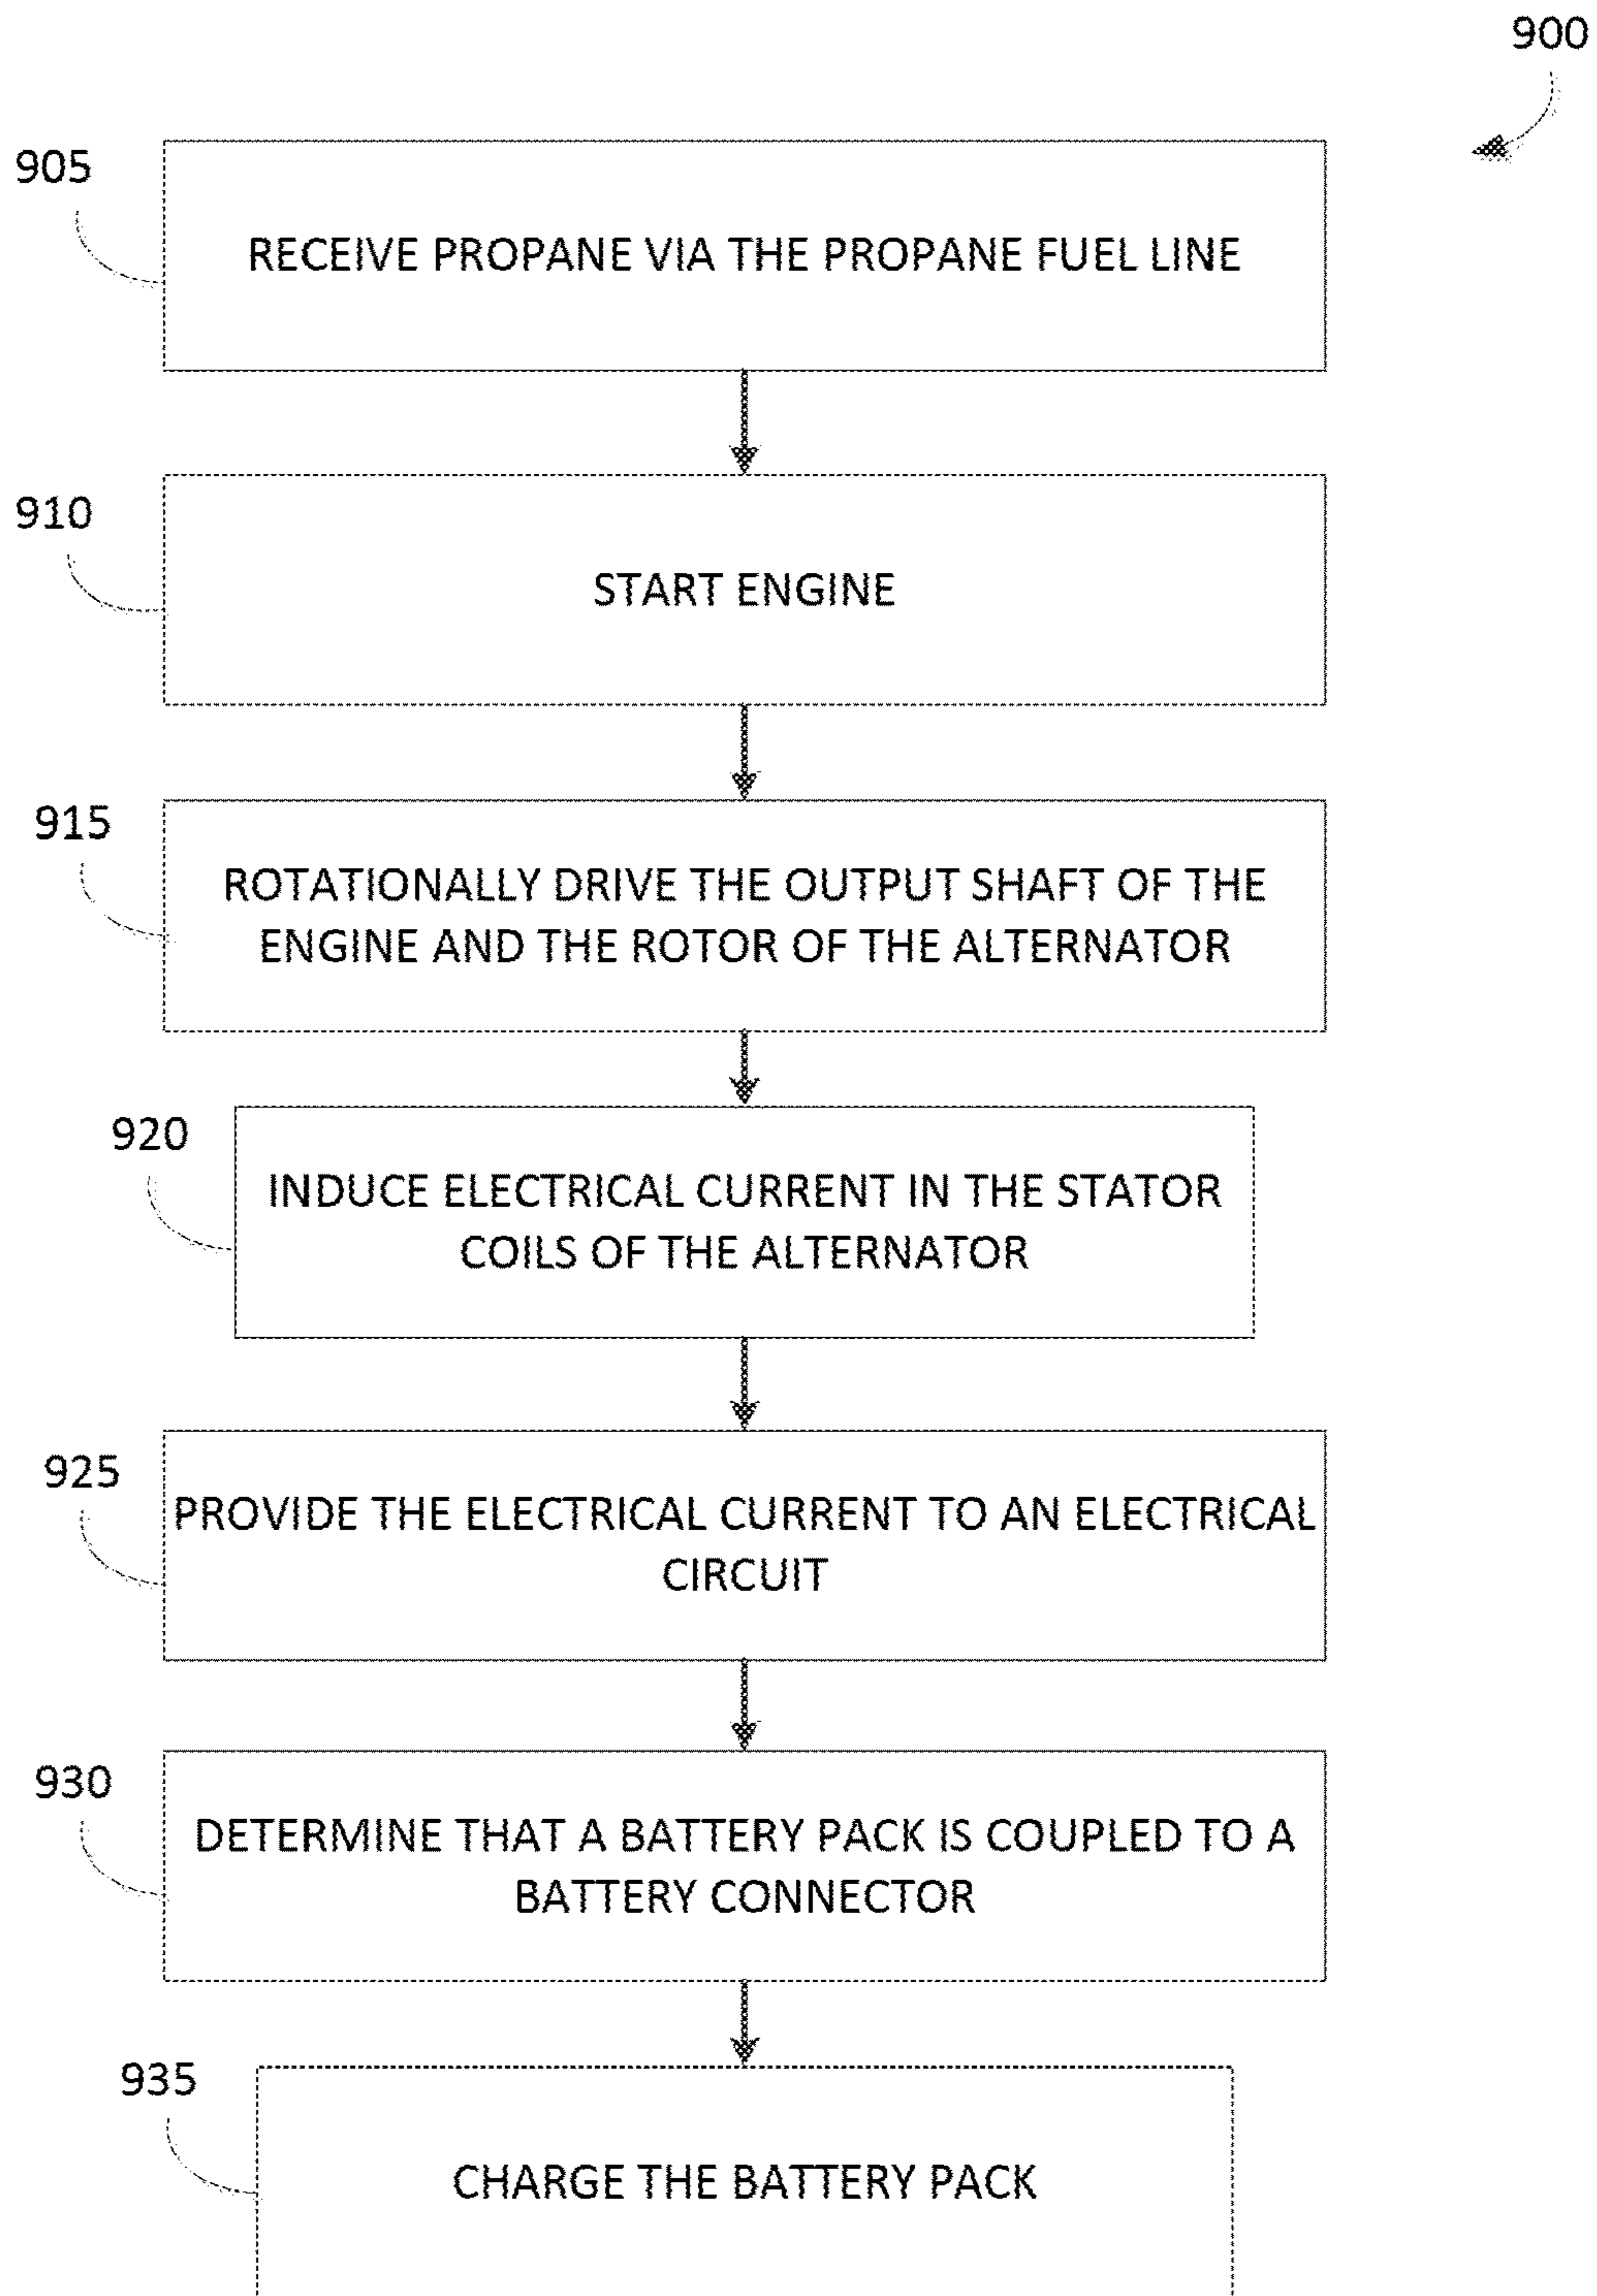 900
905
RECEIVE PROPANE VIA THE PROPANE FUEL LINE
910
START ENGINE
915
ROTATIONALLY DRIVE THE OUTPUT SHAFT OF THE
ENGINE AND THE ROTOR OF THE ALTERNATOR
920
INDUCE ELECTRICAL CURRENT IN THE STATOR
COILS OF THE ALTERNATOR
925
PROVIDE THE ELECTRICAL CURRENT TO AN ELECTRICAL
CIRCUIT
930
DETERMINE THAT A BATTERY PACK IS COUPLED TO A
BATTERY CONNECTOR
935
CHARGE THE BATTERY PACK